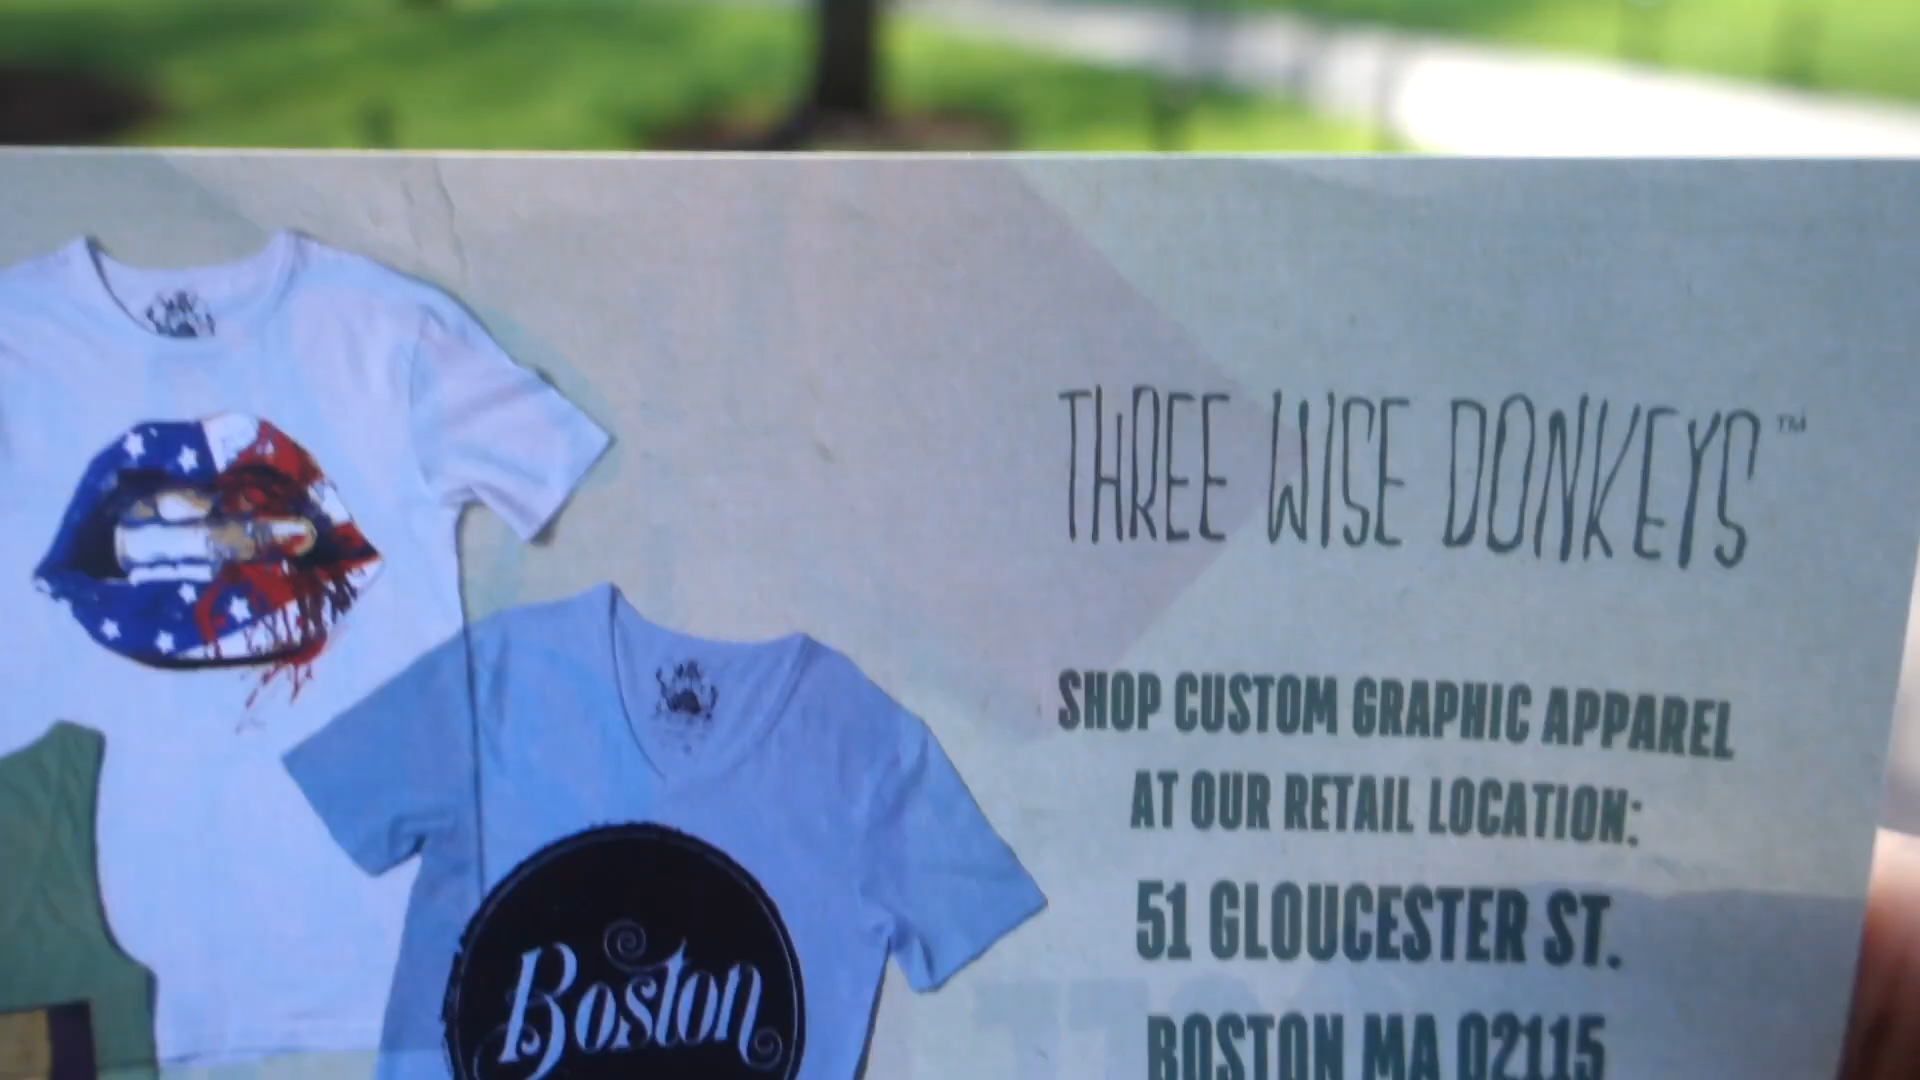 THREE WISE DONKEYS™
SHOP CUSTOM GRAPHIC APPAREL
AT OUR RETAIL LOCATION:
51 GLOUCESTER ST.
BOSTON MA 02115
Boston